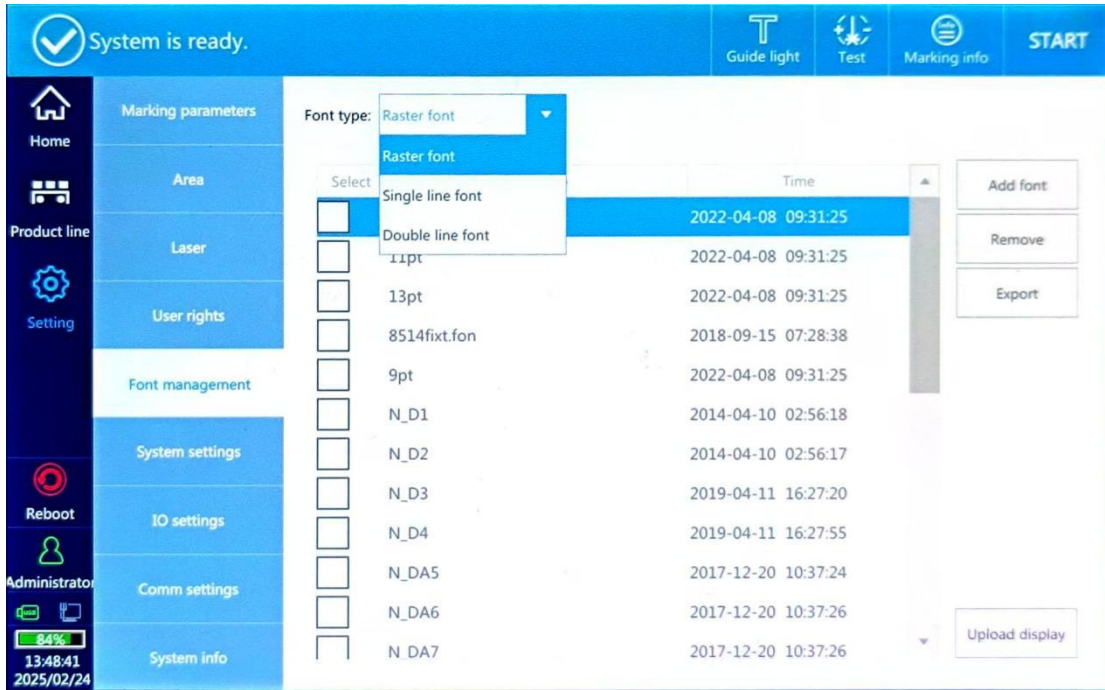 System is ready.
Guide light
Test
Info
Marking info
START
Home
Product line
Setting
Reboot
Administrator
USB
84%
13:48:41
2025/02/24
Marking parameters
Area
Laser
User rights
Font management
System settings
IO settings
Comm settings
System info
Font type: Raster font
Raster font
Single line font
Double line font
Select Time
2022-04-08 09:31:25
11pt 2022-04-08 09:31:25
13pt 2022-04-08 09:31:25
8514fixt.fon 2018-09-15 07:28:38
9pt 2022-04-08 09:31:25
N_D1 2014-04-10 02:56:18
N_D2 2014-04-10 02:56:17
N_D3 2019-04-11 16:27:20
N_D4 2019-04-11 16:27:55
N_DA5 2017-12-20 10:37:24
N_DA6 2017-12-20 10:37:26
N_DA7 2017-12-20 10:37:26
Add font
Remove
Export
Upload display